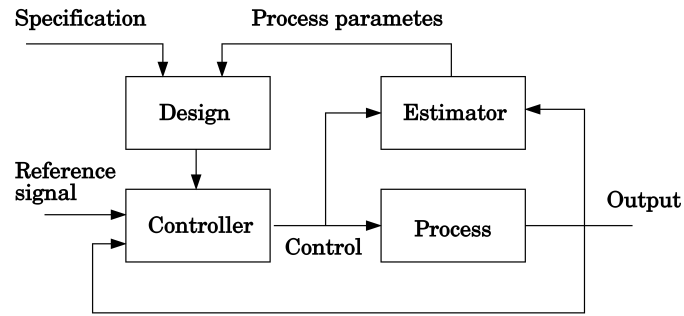 Specification
Process parametes
Design
Estimator
Reference
signal
Controller
Control
Process
Output